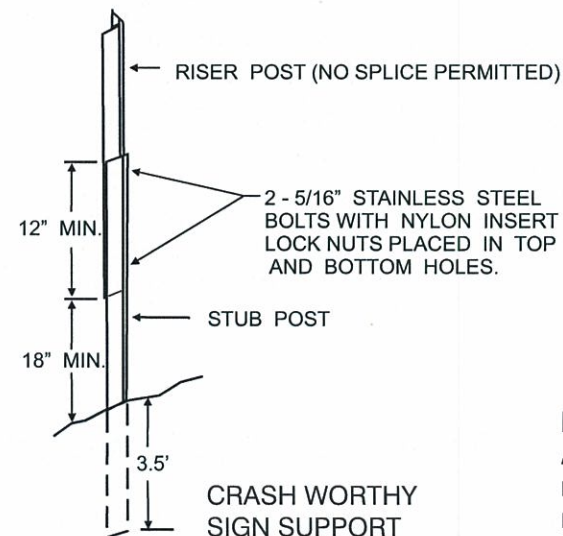 RISER POST (NO SPLICE PERMITTED)
2 - 5/16" STAINLESS STEEL
BOLTS WITH NYLON INSERT
LOCK NUTS PLACED IN TOP
AND BOTTOM HOLES.
12" MIN.
STUB POST
18" MIN.
3.5'
CRASH WORTHY
SIGN SUPPORT